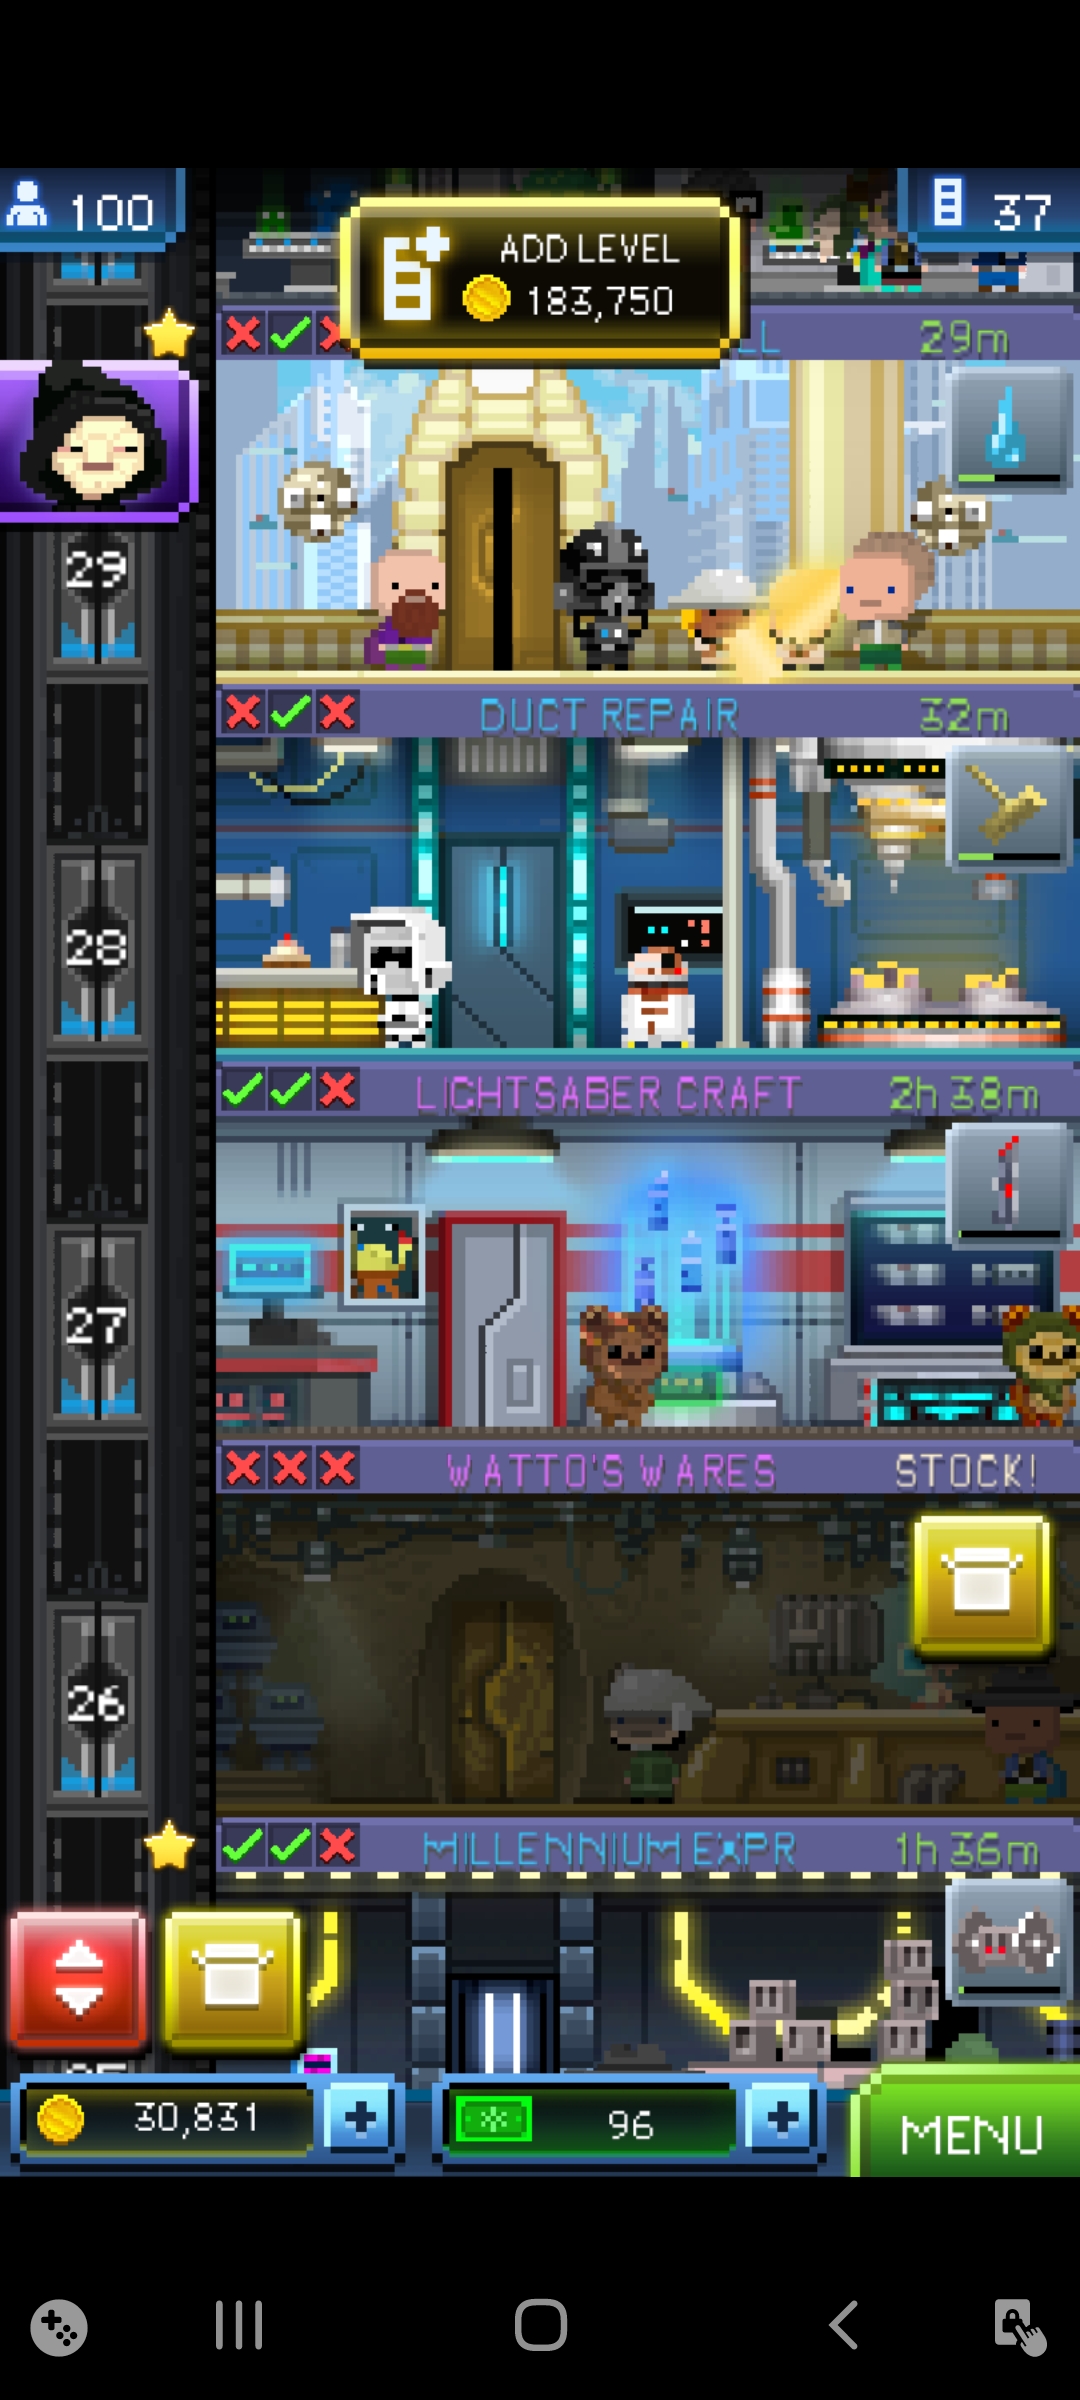 100
37
ADD LEVEL
183,750
LL
29m
29
DUCT REPAIR
32m
28
LIGHTSABER CRAFT
2h 38m
27
WATTO'S WARES
STOCK!
26
MILLENNIUM EXPR
1h 36m
30,831
96
MENU